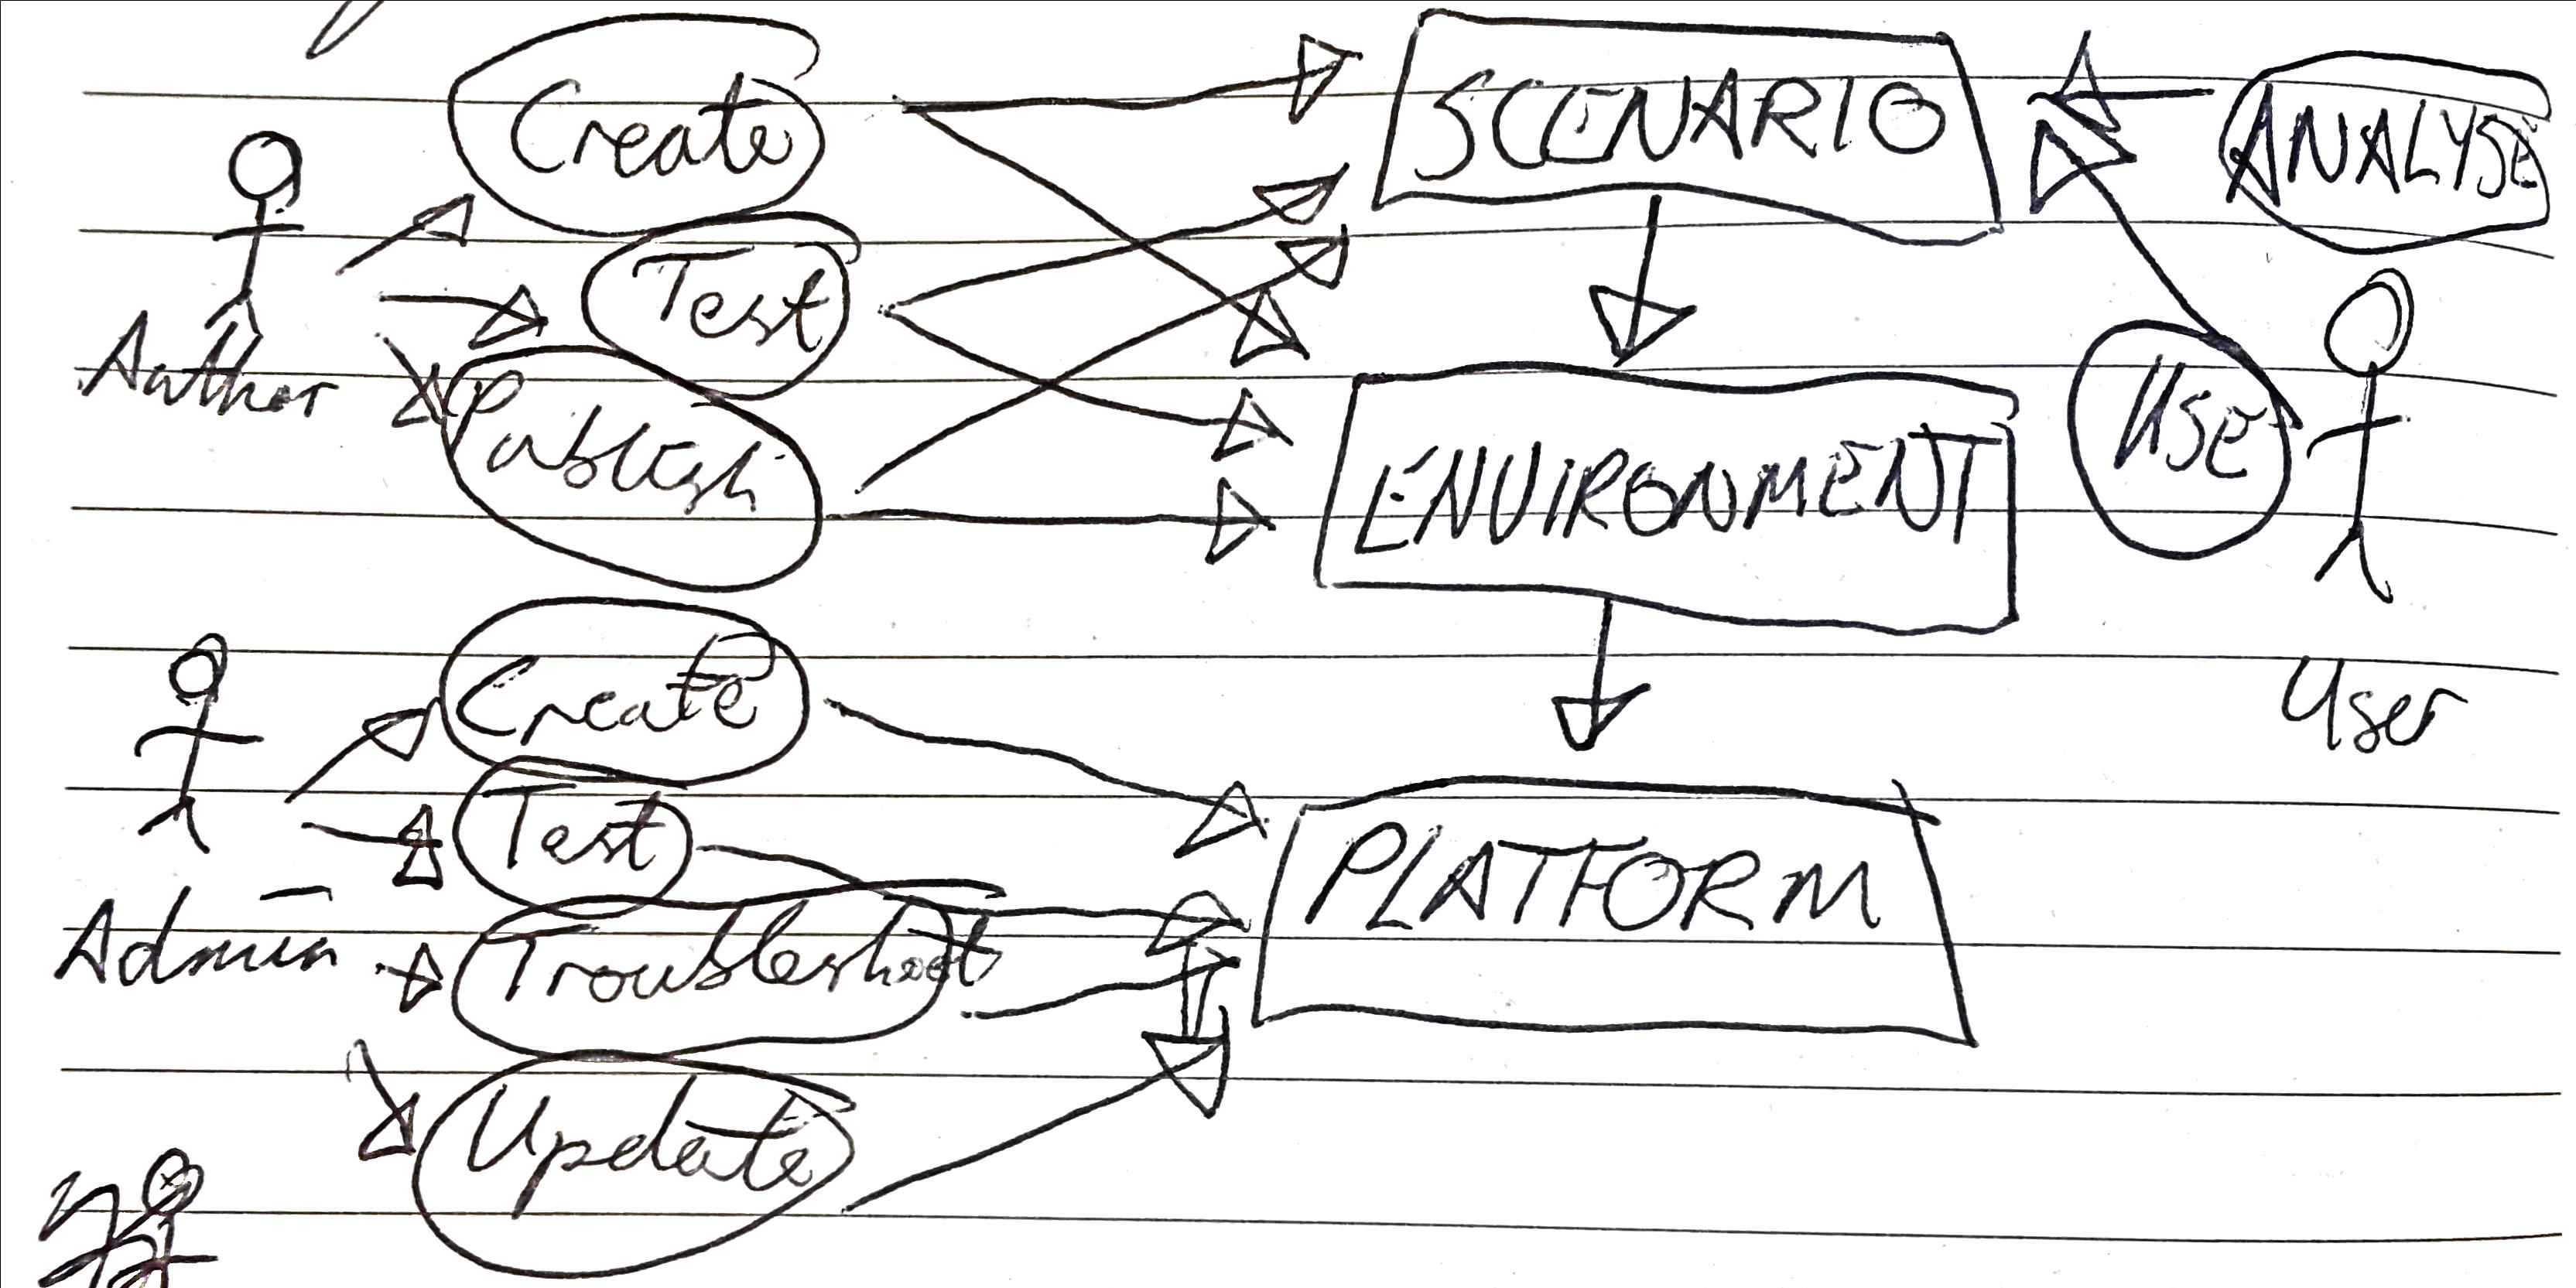 Create
SCENARIO
ANALYSE
Test
Author
Publish
ENVIRONMENT
Use
Create
User
Test
PLATFORM
Admin
Troubleshoot
Update